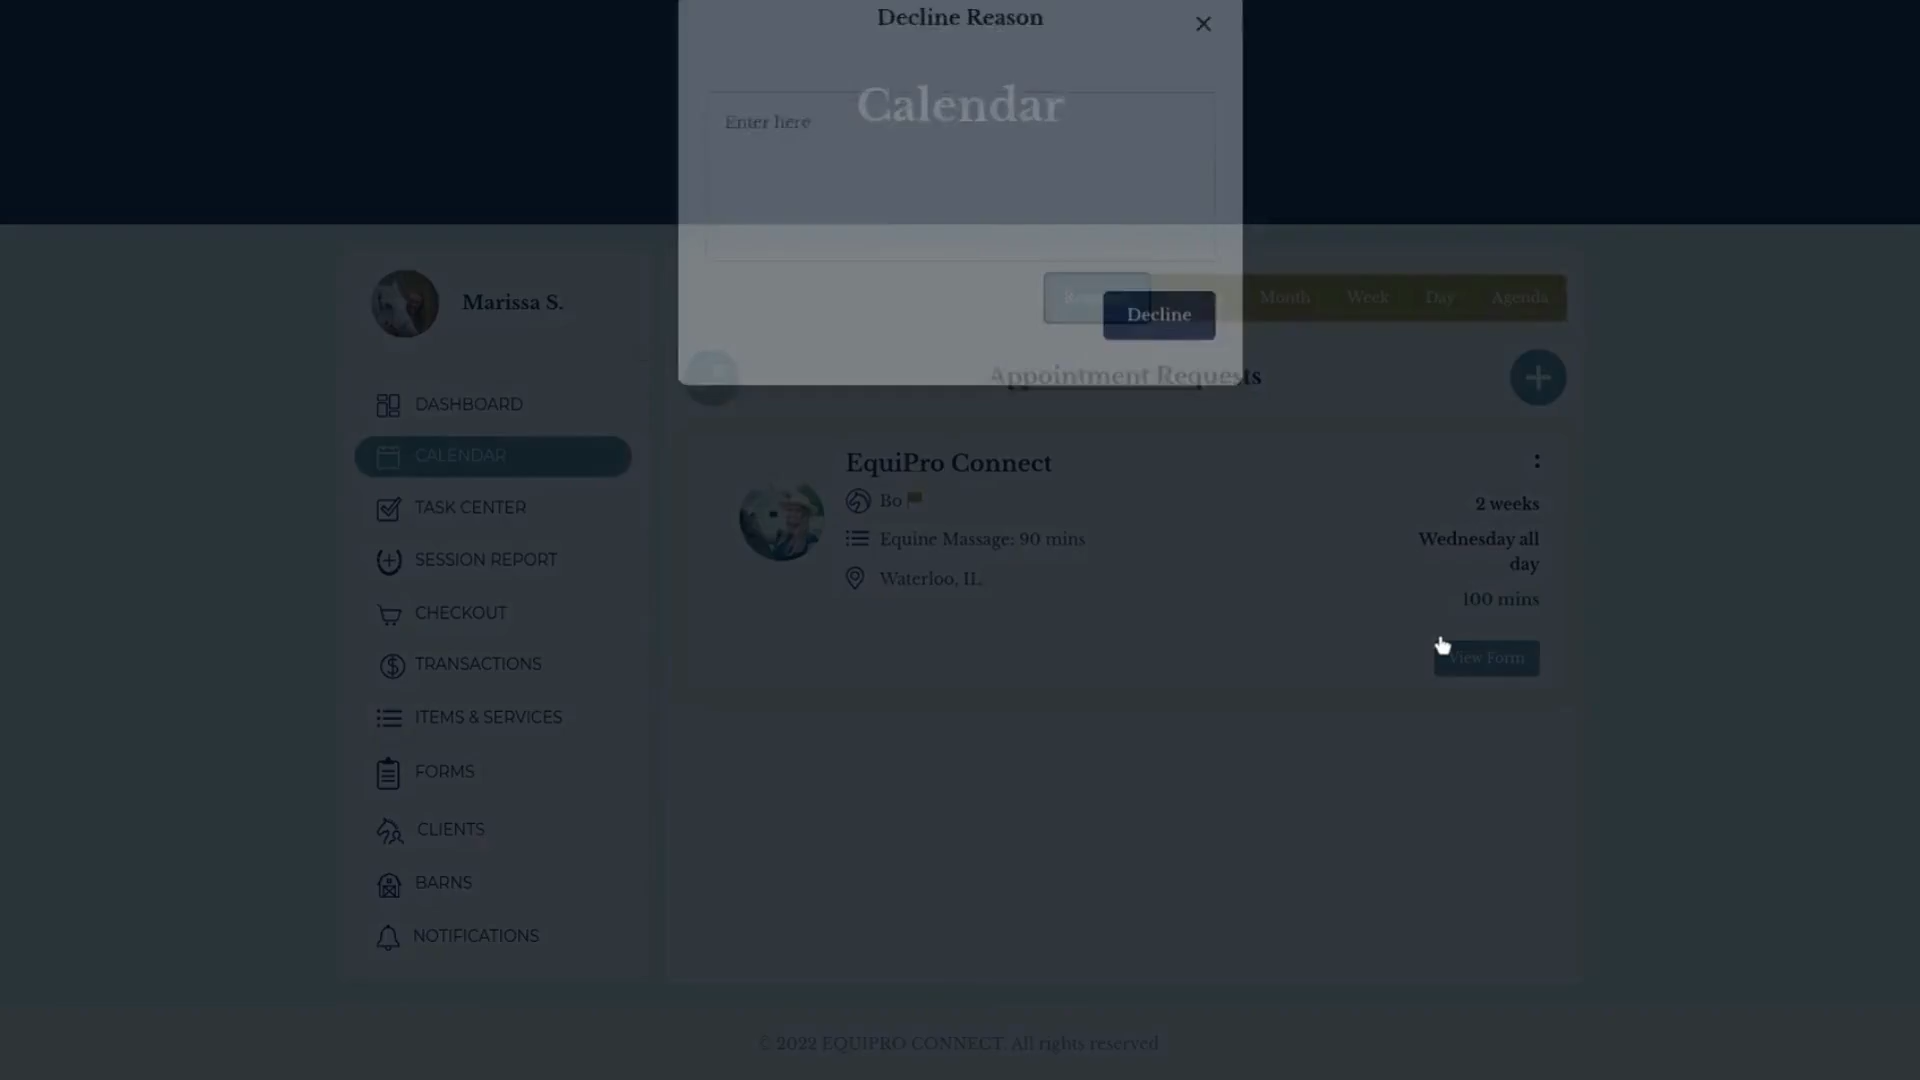 Decline Reason
Calendar
Enter here
Month Week Day Agenda
Decline
Appointment Requests
Marissa S.
DASHBOARD
CALENDAR
TASK CENTER
SESSION REPORT
CHECKOUT
TRANSACTIONS
ITEMS & SERVICES
FORMS
CLIENTS
BARNS
NOTIFICATIONS
EquiPro Connect
Bo
Equine Massage: 90 mins
Waterloo, IL
2 weeks
Wednesday all
day
100 mins
View Form
© 2022 EQUIPRO CONNECT. All rights reserved